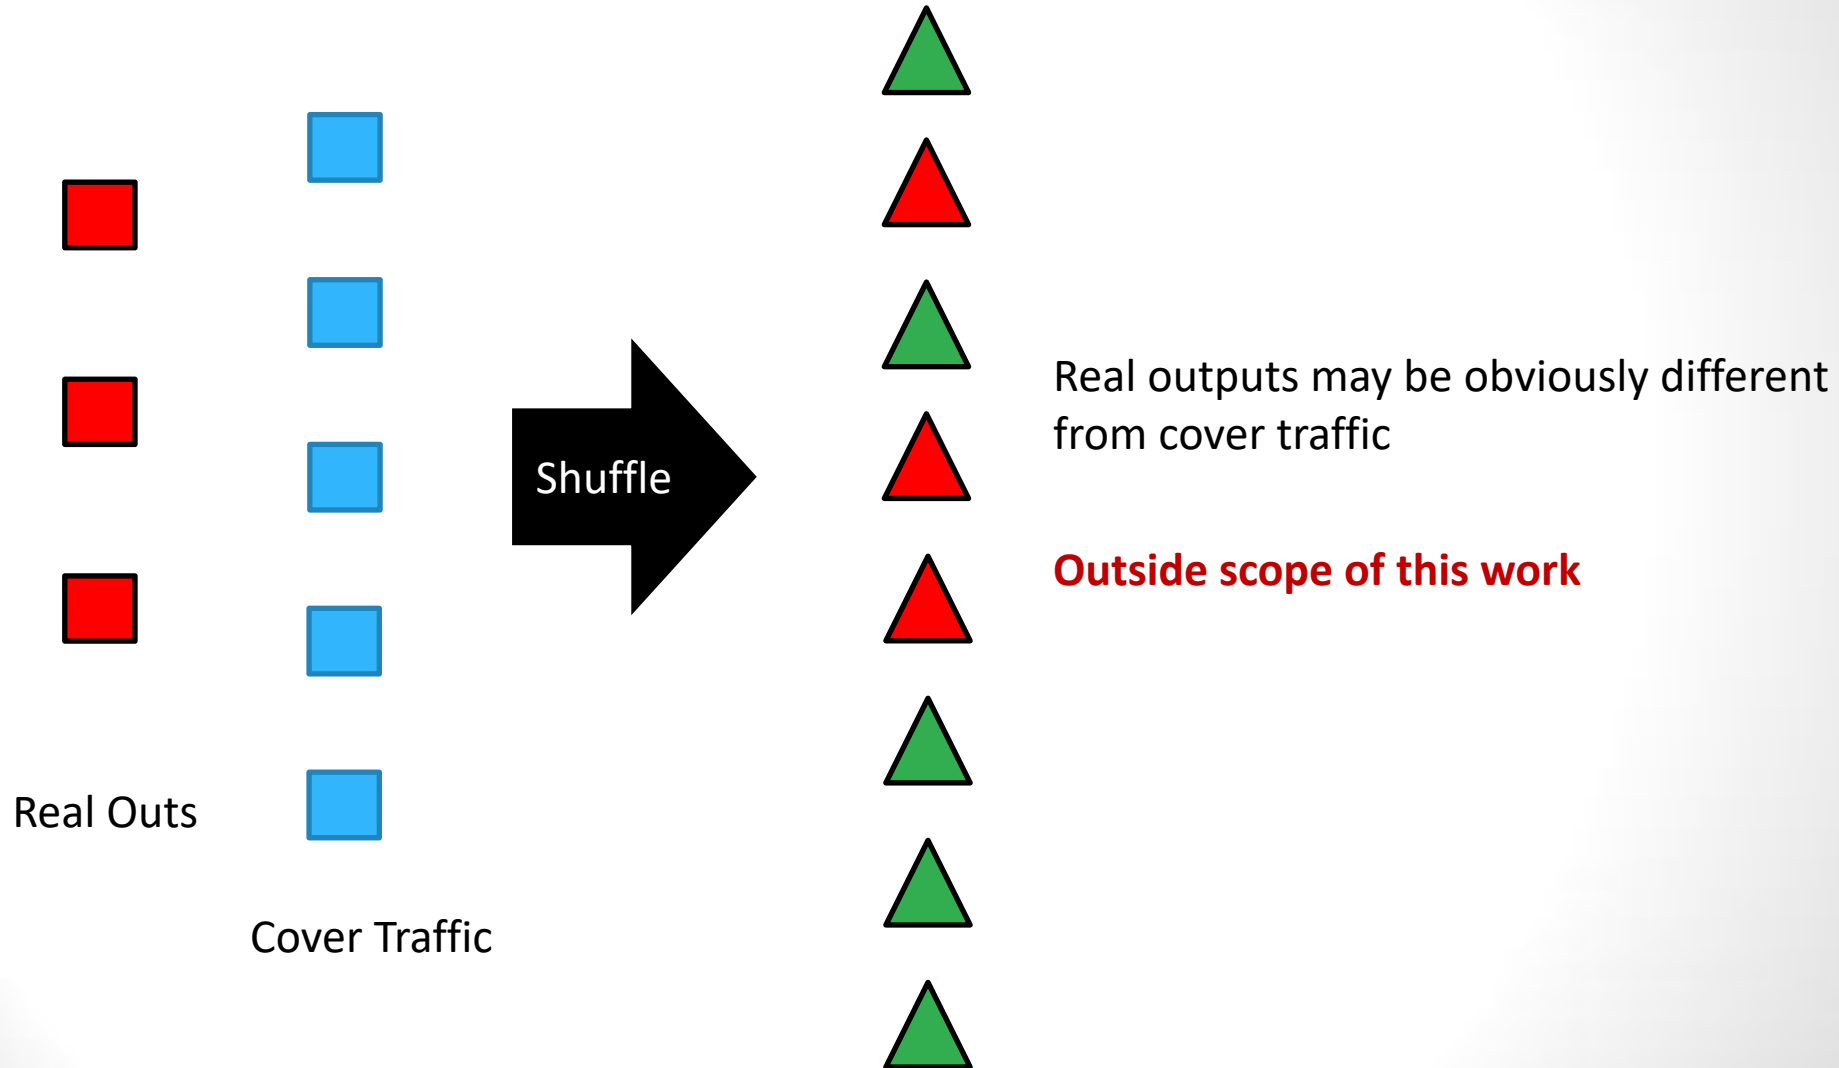 Real Outs
Cover Traffic
Shuffle
Real outputs may be obviously different
from cover traffic
Outside scope of this work